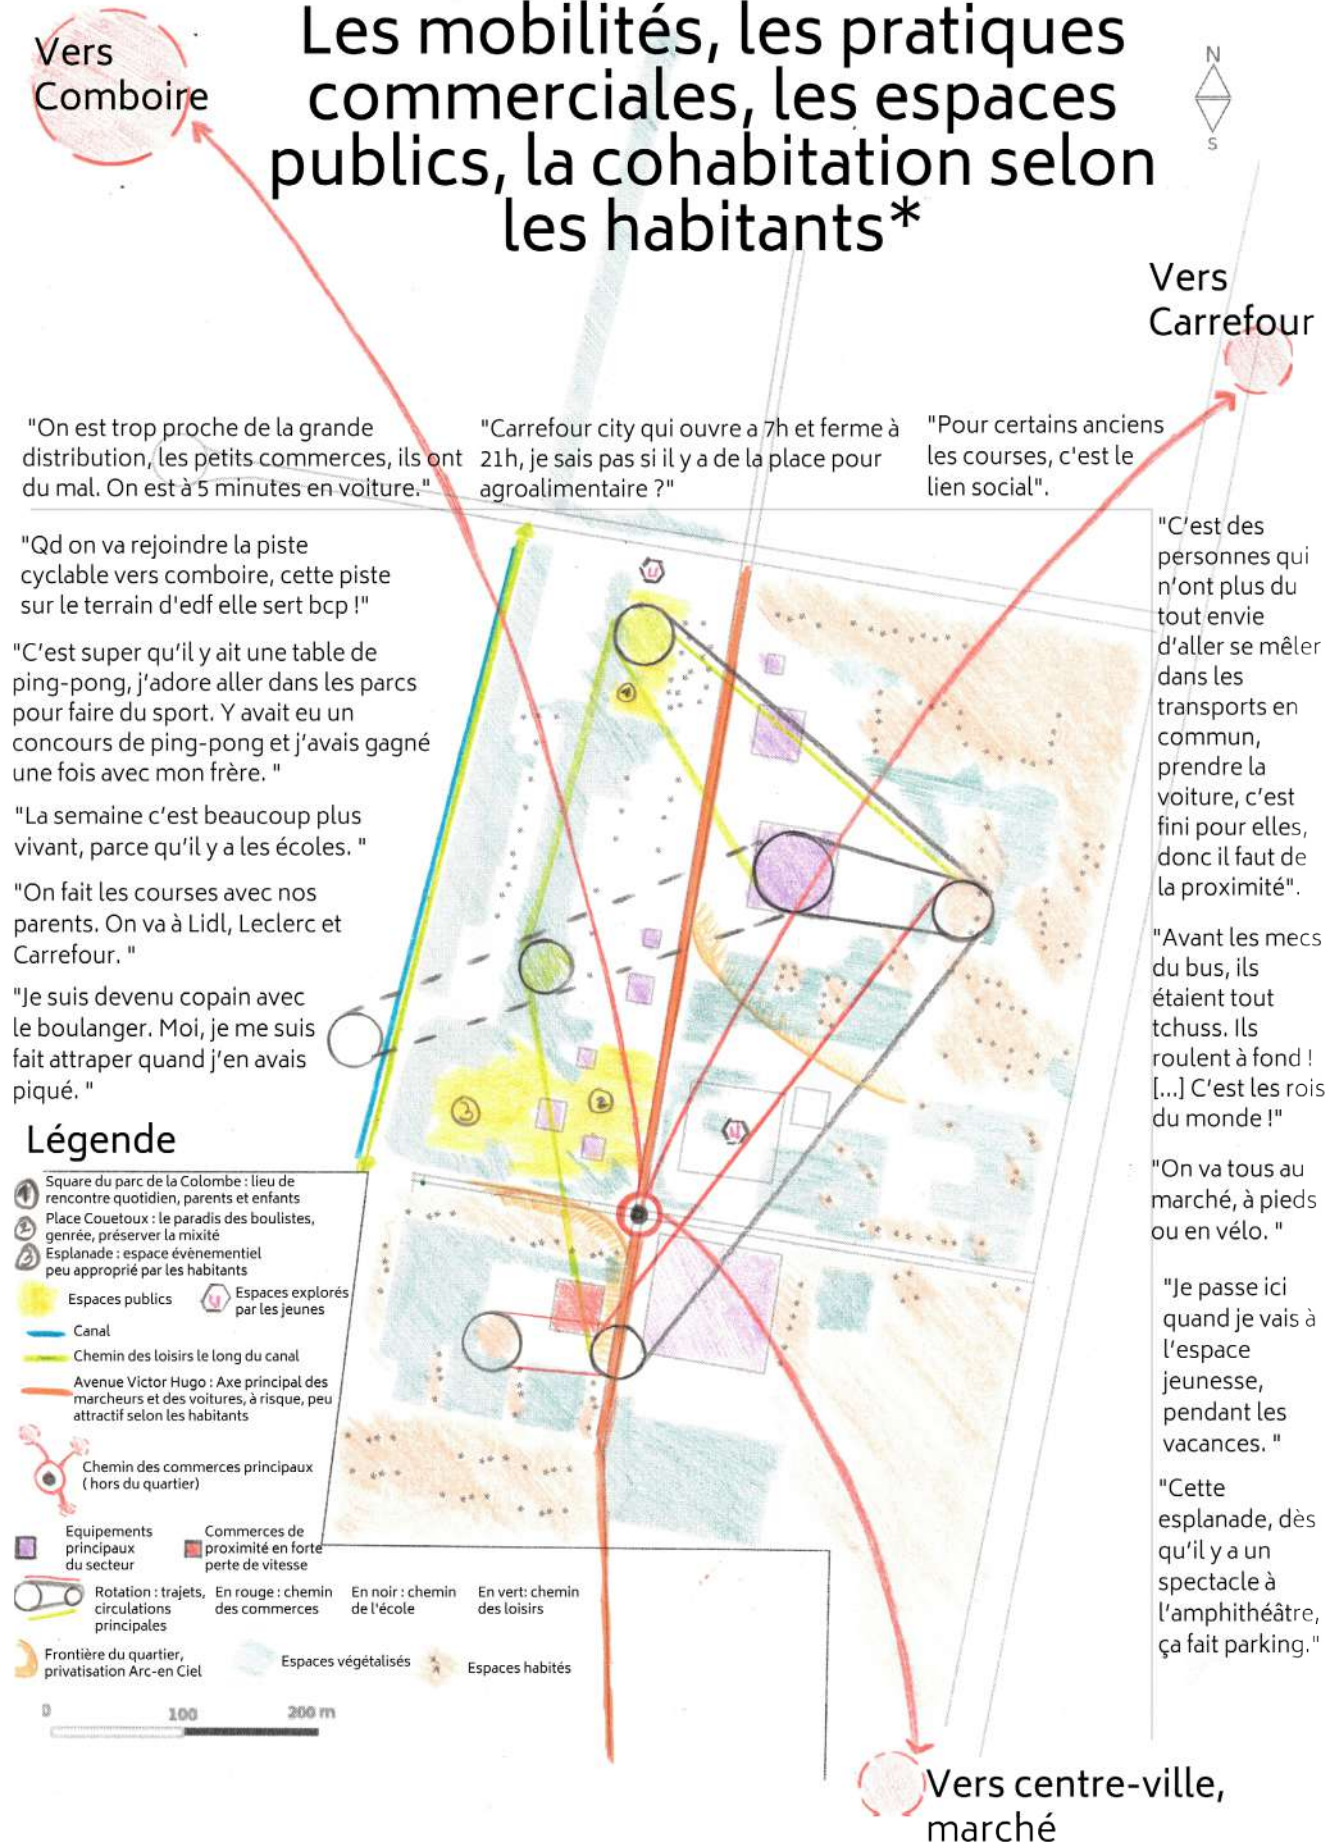 Les mobilités, les pratiques
commerciales, les espaces
publics, la cohabitation selon
les habitants*
Vers
Comboire
N
S
Vers
Carrefour
"On est trop proche de la grande
distribution, les petits commerces, ils ont
du mal. On est à 5 minutes en voiture."
"Carrefour city qui ouvre a 7h et ferme à
21h, je sais pas si il y a de la place pour
agroalimentaire ?"
"Pour certains anciens
les courses, c'est le
lien social".
"Qd on va rejoindre la piste
cyclable vers comboire, cette piste
sur le terrain d'edf elle sert bcp !"
"C'est super qu'il y ait une table de
ping-pong, j'adore aller dans les parcs
pour faire du sport. Y avait eu un
concours de ping-pong et j'avais gagné
une fois avec mon frère. "
"La semaine c'est beaucoup plus
vivant, parce qu'il y a les écoles. "
"On fait les courses avec nos
parents. On va à Lidl, Leclerc et
Carrefour. "
"Je suis devenu copain avec
le boulanger. Moi, je me suis
fait attraper quand j'en avais
piqué. "
"C'est des
personnes qui
n'ont plus du
tout envie
d'aller se mêler
dans les
transports en
commun,
prendre la
voiture, c'est
fini pour elles,
donc il faut de
la proximité".
"Avant les mecs
du bus, ils
étaient tout
tchuss. Ils
roulent à fond !
[...] C'est les rois
du monde !"
"On va tous au
marché, à pieds
ou en vélo. "
"Je passe ici
quand je vais à
l'espace
jeunesse,
pendant les
vacances. "
"Cette
esplanade, dès
qu'il y a un
spectacle à
l'amphithéâtre,
ça fait parking."
4
1
3
2
4
Légende
1 Square du parc de la Colombe : lieu de
rencontre quotidien, parents et enfants
2 Place Couetoux : le paradis des boulistes,
genrée, préserver la mixité
3 Esplanade : espace évènementiel
peu approprié par les habitants
Espaces publics
4 Espaces explorés
par les jeunes
Canal
Chemin des loisirs le long du canal
Avenue Victor Hugo : Axe principal des
marcheurs et des voitures, à risque, peu
attractif selon les habitants
Chemin des commerces principaux
( hors du quartier)
Equipements
principaux
du secteur
Commerces de
proximité en forte
perte de vitesse
Rotation : trajets,
circulations
principales
En rouge : chemin
des commerces
En noir : chemin
de l'école
En vert: chemin
des loisirs
Frontière du quartier,
privatisation Arc-en Ciel
Espaces végétalisés
Espaces habités
0 100 200 m
Vers centre-ville,
marché